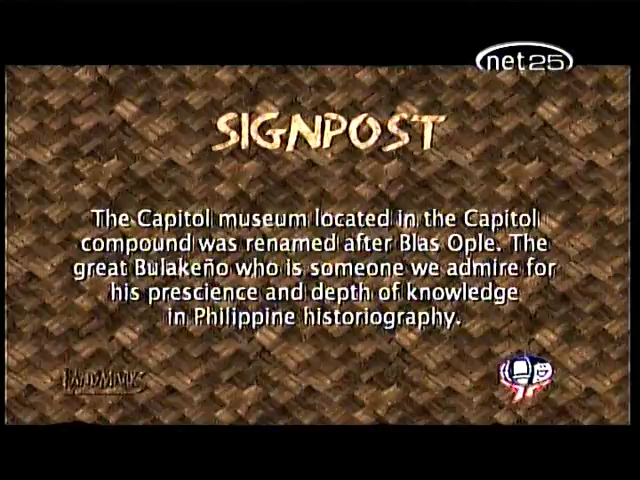 net25
SIGNPOST
The Capitol museum located in the Capitol
compound was renamed after Blas Ople. The
great Bulakeño who is someone we admire for
his prescience and depth of knowledge
in Philippine historiography.
LANDMARKS